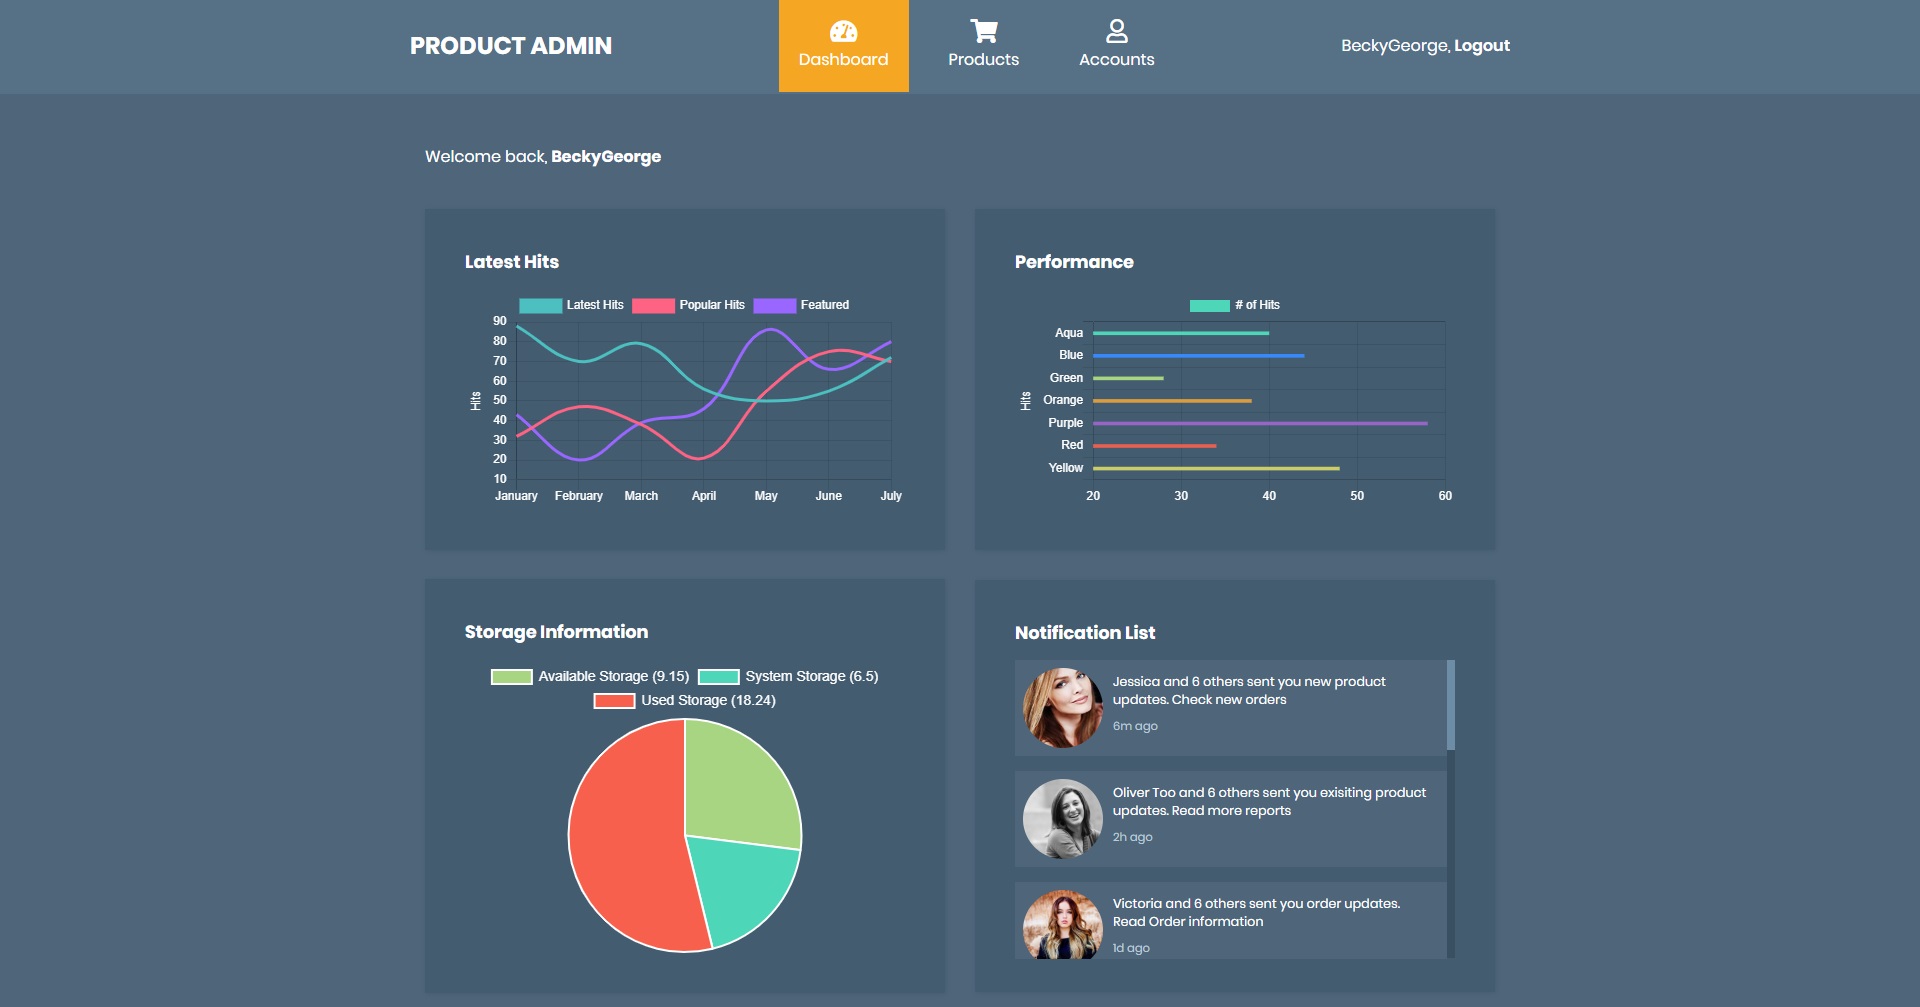 PRODUCT ADMIN
Dashboard
Products
Accounts
BeckyGeorge, Logout
Welcome back, BeckyGeorge
Latest Hits
Latest Hits
Popular Hits
Featured
Hits
90
80
70
60
50
40
30
20
10
January
February
March
April
May
June
July
Performance
# of Hits
Hits
Aqua
Blue
Green
Orange
Purple
Red
Yellow
20
30
40
50
60
Storage Information
Available Storage (9.15)
System Storage (6.5)
Used Storage (18.24)
Notification List
Jessica and 6 others sent you new product
updates. Check new orders
6m ago
Oliver Too and 6 others sent you exisiting product
updates. Read more reports
2h ago
Victoria and 6 others sent you order updates.
Read Order information
1d ago